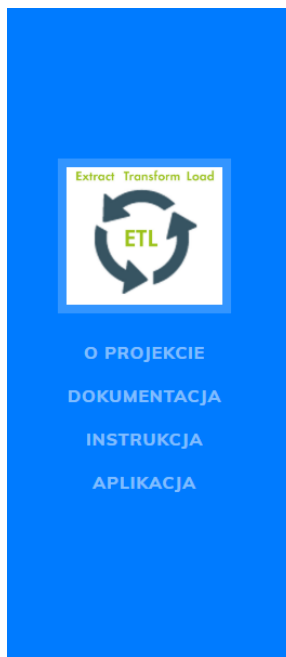 Extract Transform Load
ETL
O PROJEKCIE
DOKUMENTACJA
INSTRUKCJA
APLIKACJA